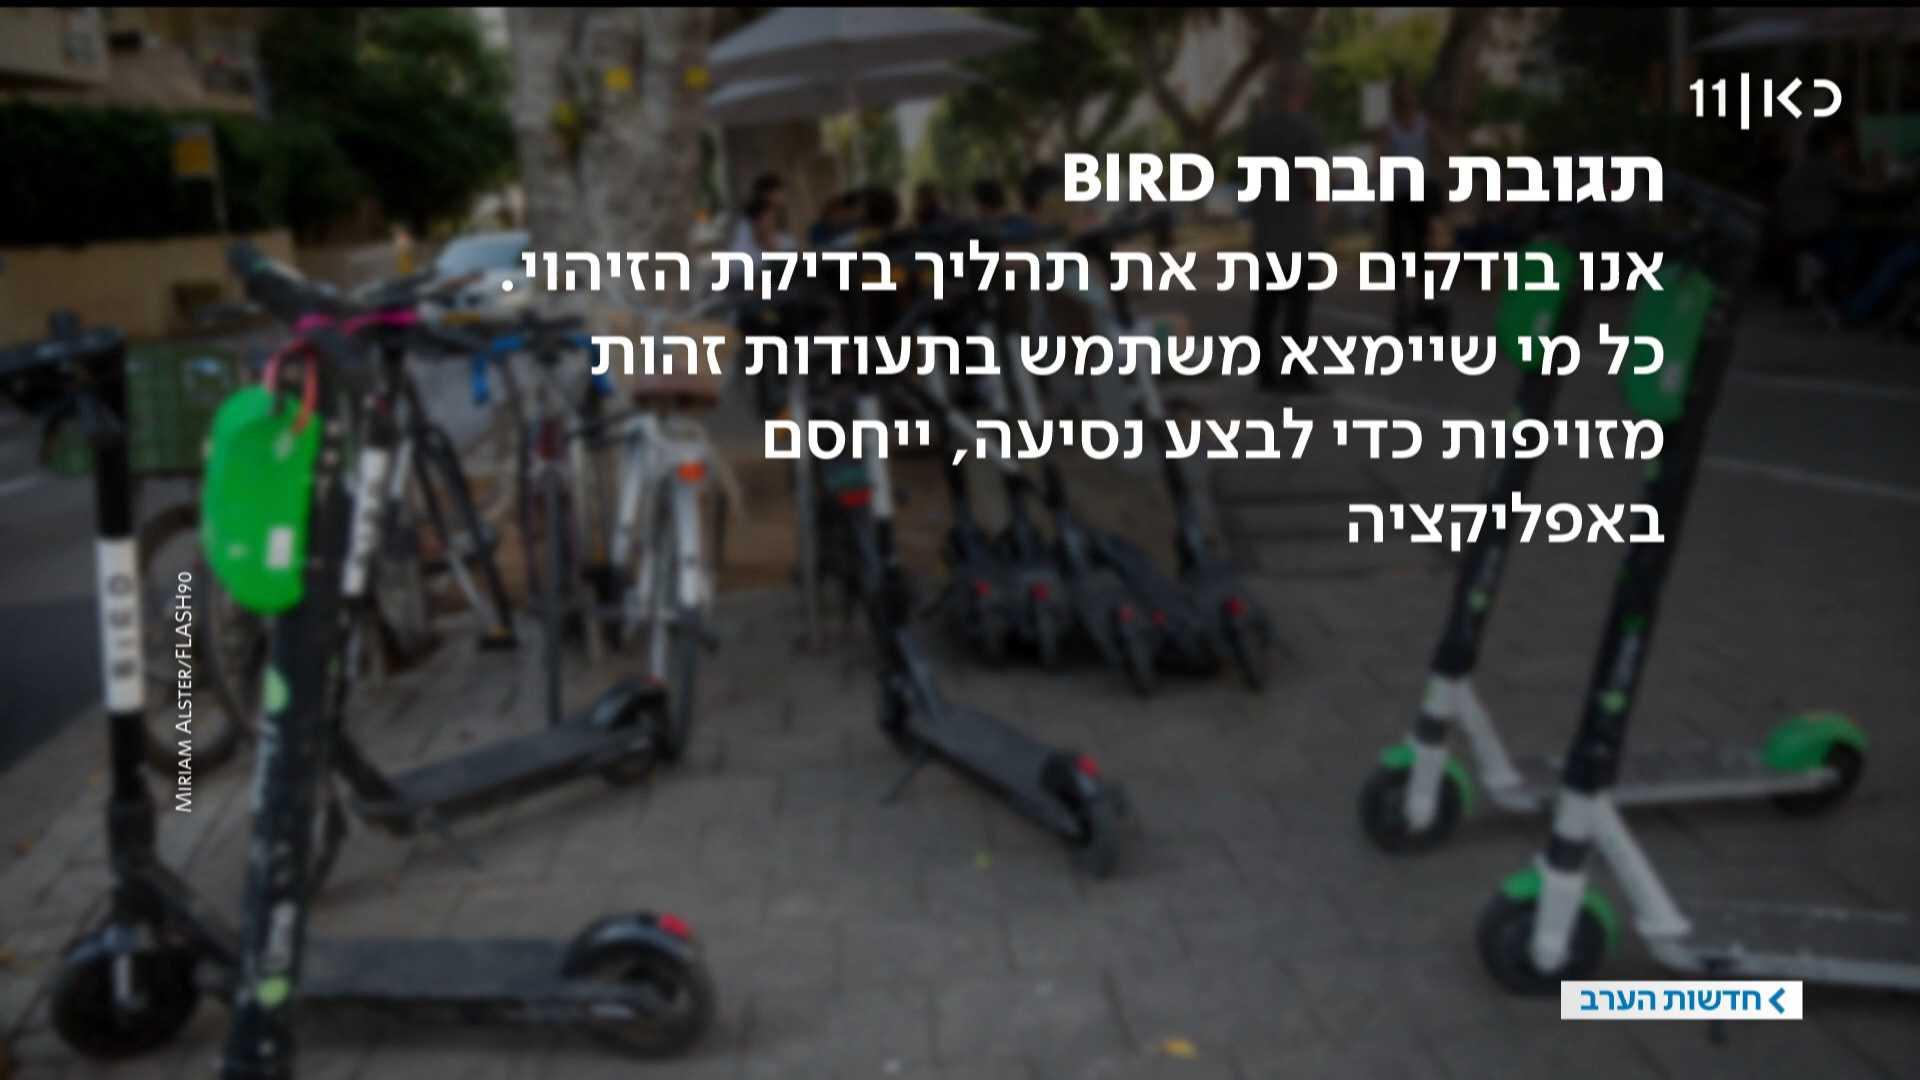 כאן|11
תגובת חברת BIRD
אנו בודקים כעת את תהליך בדיקת הזיהוי.
כל מי שיימצא משתמש בתעודות זהות
מזויפות כדי לבצע נסיעה, ייחסם
באפליקציה
MIRIAM ALSTER/FLASH90
BIRD
חדשות הערב